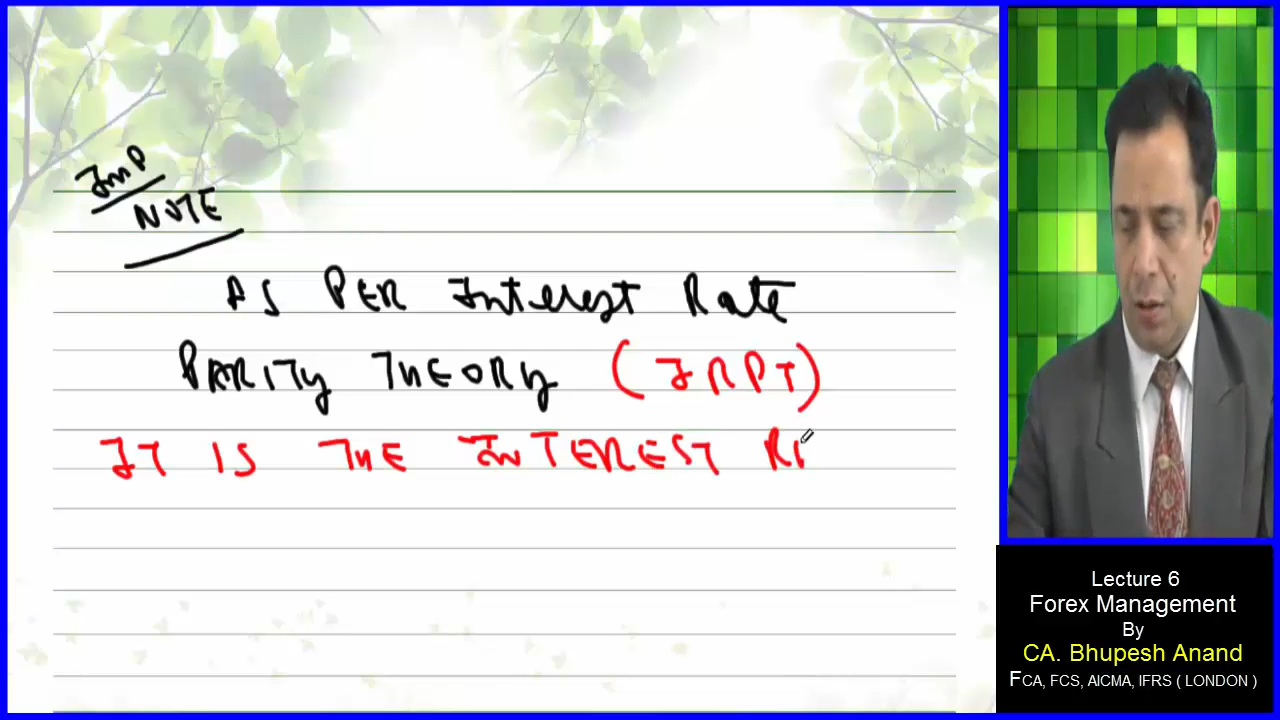 Imp
NOTE
AS PER Interest Rate
PARITY THEORY (IRPT)
IT IS THE INTEREST RA
Lecture 6
Forex Management
By
CA. Bhupesh Anand
FCA, FCS, AICMA, IFRS ( LONDON )